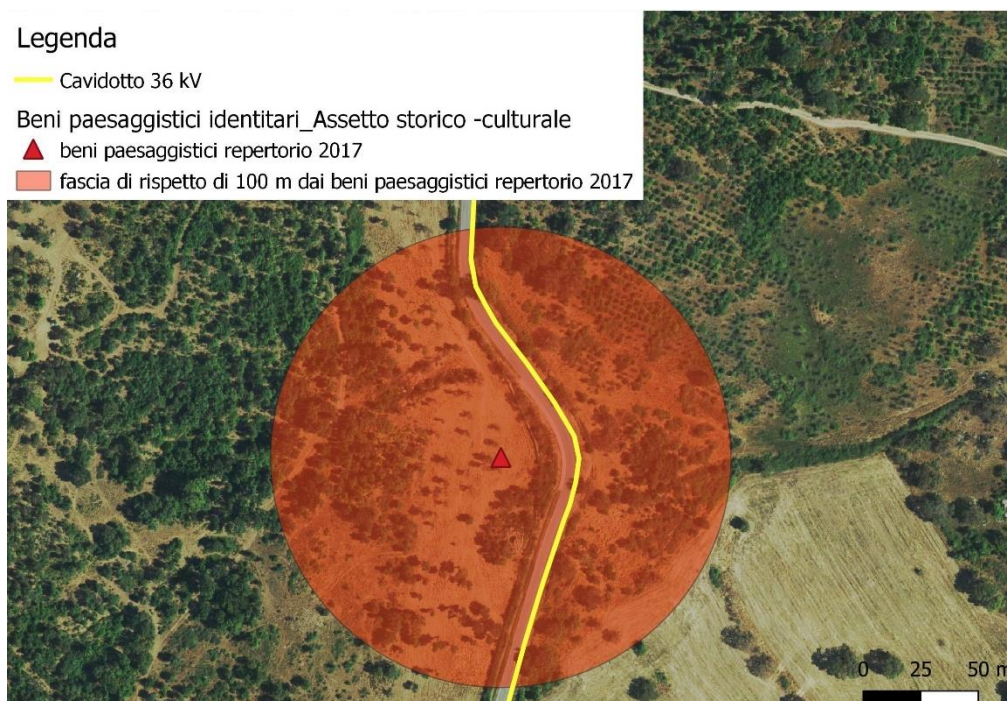 Legenda
Cavidotto 36 kV
Beni paesaggistici identitari_Assetto storico -culturale
beni paesaggistici repertorio 2017
fascia di rispetto di 100 m dai beni paesaggistici repertorio 2017
0 25 50 m